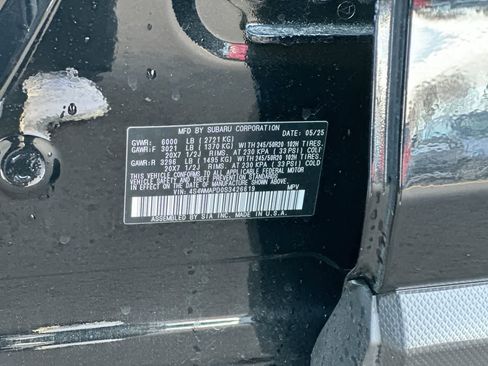 MFD BY SUBARU CORPORATION DATE: 05/25
GVWR: 6000 LB ( 2721 KG)
GAWR:F 3021 LB ( 1370 KG) WITH 245/50R20 102H TIRES,
20X7 1/2J RIMS AT 230 KPA ( 33 PSI) COLD
GAWR:R 3296 LB ( 1495 KG) WITH 245/50R20 102H TIRES,
20X7 1/2J RIMS AT 230 KPA ( 33 PSI) COLD
THIS VEHICLE CONFORMS TO ALL APPLICABLE FEDERAL MOTOR
VEHICLE SAFETY, BUMPER, AND THEFT PREVENTION STANDARDS
IN EFFECT ON THE DATE OF MANUFACTURE SHOWN ABOVE.
VIN: MPV
ASSEMBLED BY SIA INC. MADE IN U.S.A.